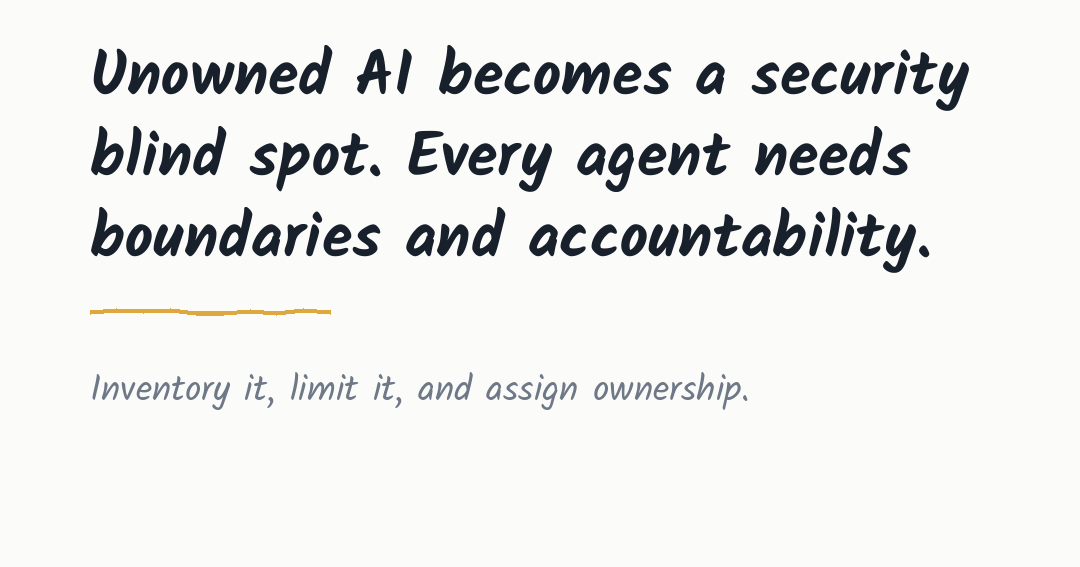 Unowned AI becomes a security
blind spot. Every agent needs
boundaries and accountability.
Inventory it, limit it, and assign ownership.